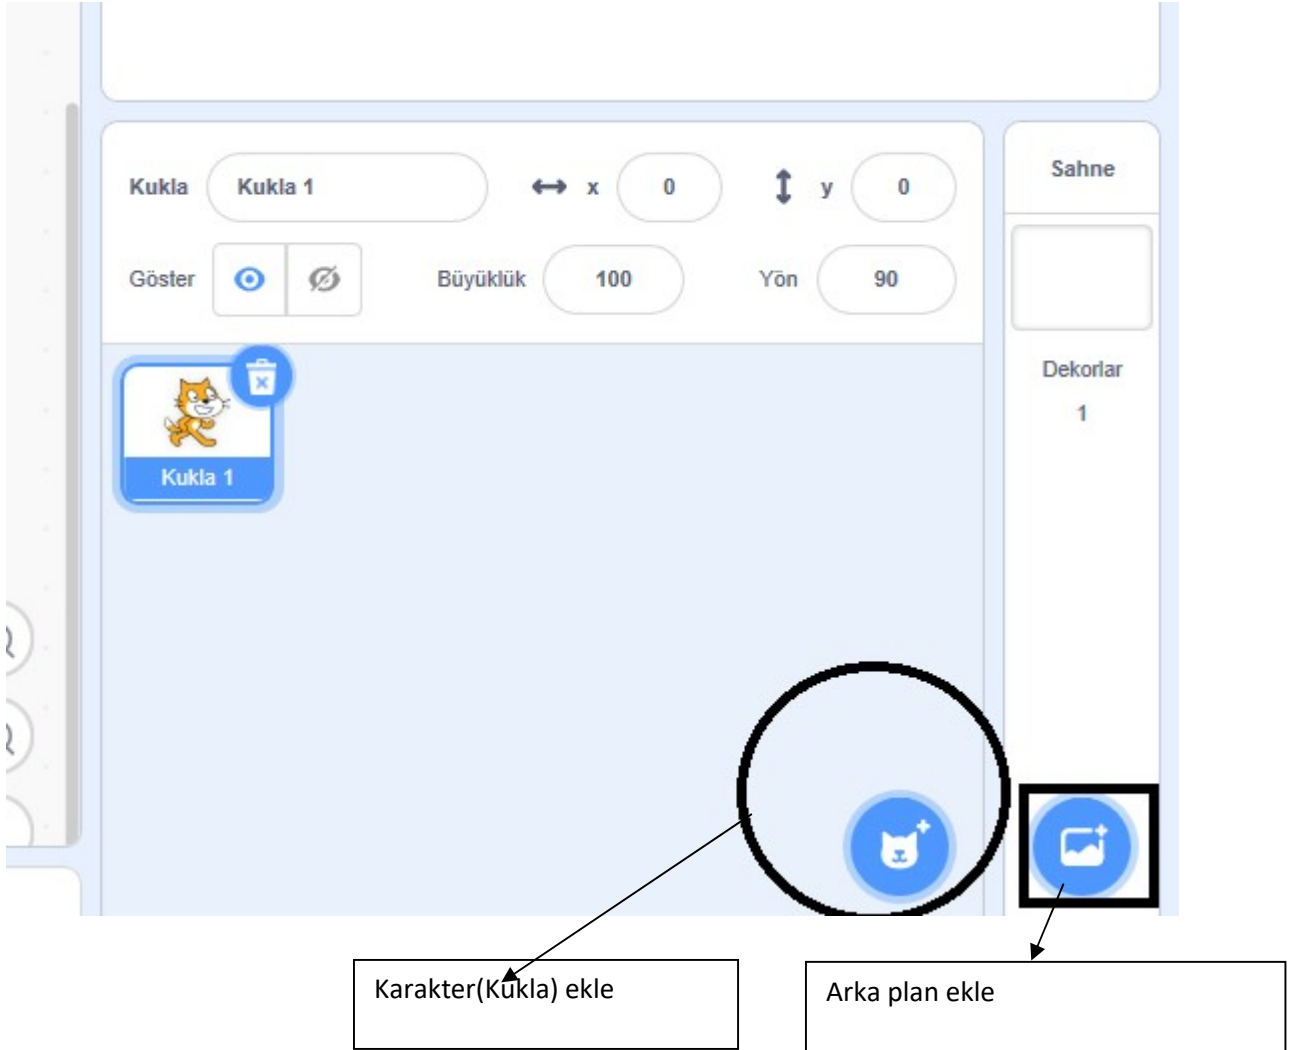 Kukla Kukla 1 x 0 y 0
Göster Büyüklük 100 Yön 90
Kukla 1
Sahne
Dekorlar
1
Karakter(Kukla) ekle
Arka plan ekle